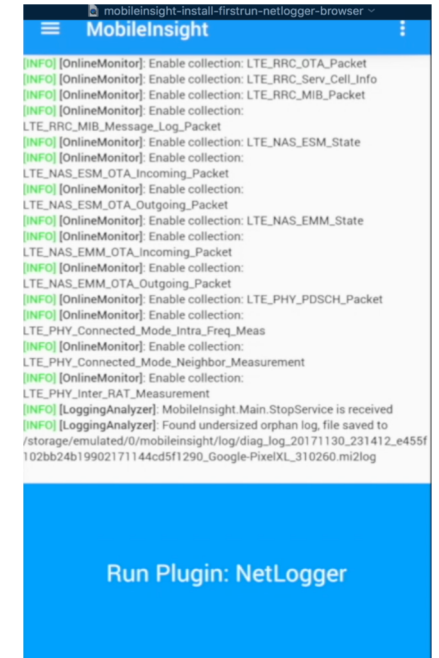 mobileinsight-install-firstrun-netlogger-browser
MobileInsight
[INFO] [OnlineMonitor]: Enable collection: LTE_RRC_OTA_Packet
[INFO] [OnlineMonitor]: Enable collection: LTE_RRC_Serv_Cell_Info
[INFO] [OnlineMonitor]: Enable collection: LTE_RRC_MIB_Packet
[INFO] [OnlineMonitor]: Enable collection:
LTE_RRC_MIB_Message_Log_Packet
[INFO] [OnlineMonitor]: Enable collection: LTE_NAS_ESM_State
[INFO] [OnlineMonitor]: Enable collection:
LTE_NAS_ESM_OTA_Incoming_Packet
[INFO] [OnlineMonitor]: Enable collection:
LTE_NAS_ESM_OTA_Outgoing_Packet
[INFO] [OnlineMonitor]: Enable collection: LTE_NAS_EMM_State
[INFO] [OnlineMonitor]: Enable collection:
LTE_NAS_EMM_OTA_Incoming_Packet
[INFO] [OnlineMonitor]: Enable collection:
LTE_NAS_EMM_OTA_Outgoing_Packet
[INFO] [OnlineMonitor]: Enable collection: LTE_PHY_PDSCH_Packet
[INFO] [OnlineMonitor]: Enable collection:
LTE_PHY_Connected_Mode_Intra_Freq_Meas
[INFO] [OnlineMonitor]: Enable collection:
LTE_PHY_Connected_Mode_Neighbor_Measurement
[INFO] [OnlineMonitor]: Enable collection:
LTE_PHY_Inter_RAT_Measurement
[INFO] [LoggingAnalyzer]: MobileInsight.Main.StopService is received
[INFO] [LoggingAnalyzer]: Found undersized orphan log, file saved to
/storage/emulated/0/mobileinsight/log/diag_log_20171130_231412_e455f
102bb24b19902171144cd5f1290_Google-PixelXL_310260.mi2log
Run Plugin: NetLogger